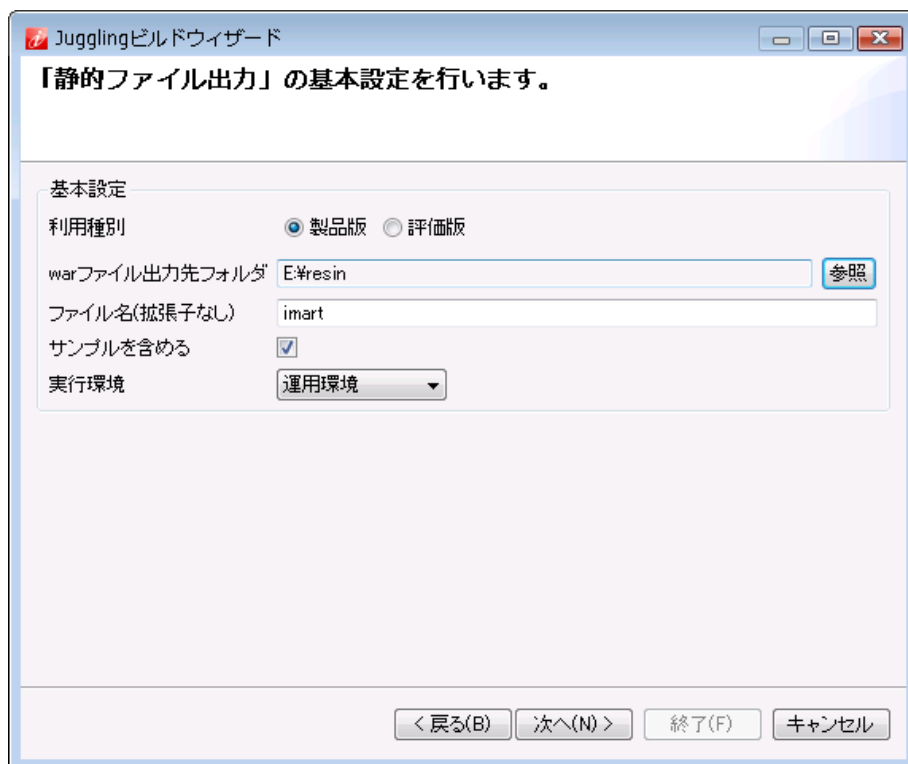 Jugglingビルドウィザード
「静的ファイル出力」の基本設定を行います。
基本設定
利用種別 製品版 評価版
warファイル出力先フォルダ E:¥resin 参照
ファイル名(拡張子なし) imart
サンプルを含める
実行環境 運用環境
< 戻る(B) 次へ(N) > 終了(F) キャンセル